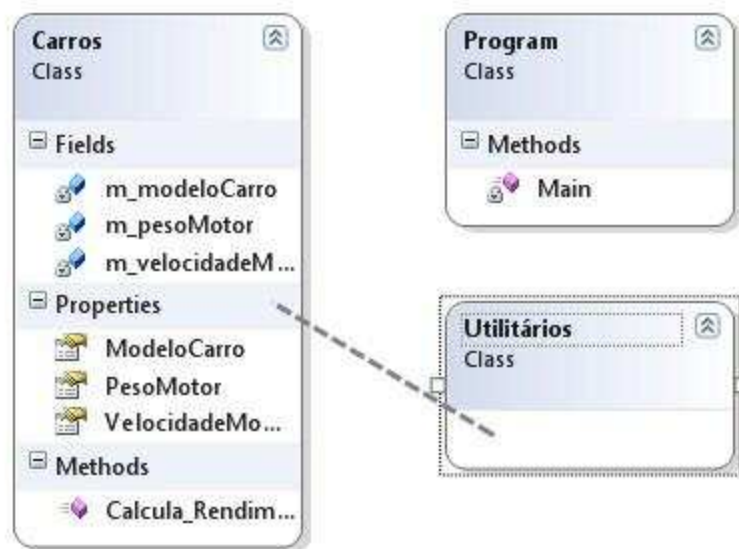 Carros
Class
Fields
m_modeloCarro
m_pesoMotor
m_velocidadeM...
Properties
ModeloCarro
PesoMotor
VelocidadeMo...
Methods
Calcula_Rendim...
Program
Class
Methods
Main
Utilitários
Class